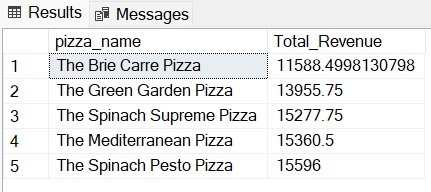 Results Messages
pizza_name Total_Revenue
1 The Brie Carre Pizza 11588.4998130798
2 The Green Garden Pizza 13955.75
3 The Spinach Supreme Pizza 15277.75
4 The Mediterranean Pizza 15360.5
5 The Spinach Pesto Pizza 15596